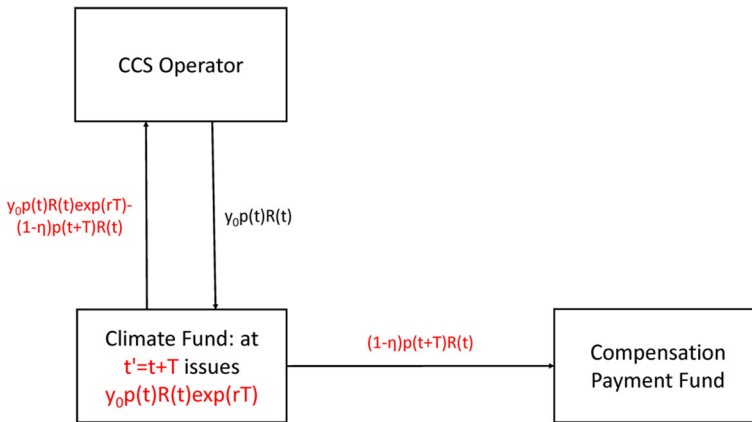 CCS Operator
y₀p(t)R(t)exp(rT)-
(1-η)p(t+T)R(t)
y₀p(t)R(t)
Climate Fund: at
t'=t+T issues
y₀p(t)R(t)exp(rT)
(1-η)p(t+T)R(t)
Compensation
Payment Fund